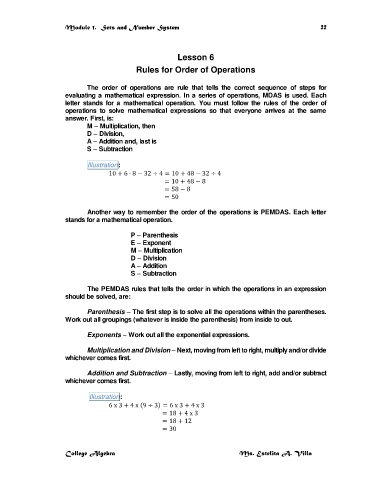 Module 1. Sets and Number System 22
Lesson 6
Rules for Order of Operations
The order of operations are rule that tells the correct sequence of steps for
evaluating a mathematical expression. In a series of operations, MDAS is used. Each
letter stands for a mathematical operation. You must follow the rules of the order of
operations to solve mathematical expressions so that everyone arrives at the same
answer. First, is:
M – Multiplication, then
D – Division,
A – Addition and, last is
S – Subtraction
Illustration:
10 + 6 ∙ 8 − 32 ÷ 4 = 10 + 48 − 32 ÷ 4
= 10 + 48 − 8
= 58 − 8
= 50
Another way to remember the order of the operations is PEMDAS. Each letter
stands for a mathematical operation.
P – Parenthesis
E – Exponent
M – Multiplication
D – Division
A – Addition
S – Subtraction
The PEMDAS rules that tells the order in which the operations in an expression
should be solved, are:
Parenthesis – The first step is to solve all the operations within the parentheses.
Work out all groupings (whatever is inside the parenthesis) from inside to out.
Exponents – Work out all the exponential expressions.
Multiplication and Division – Next, moving from left to right, multiply and/or divide
whichever comes first.
Addition and Subtraction – Lastly, moving from left to right, add and/or subtract
whichever comes first.
Illustration:
6 x 3 + 4 x (9 ÷ 3) = 6 x 3 + 4 x 3
= 18 + 4 x 3
= 18 + 12
= 30
College Algebra Ms. Estelita A. Villa